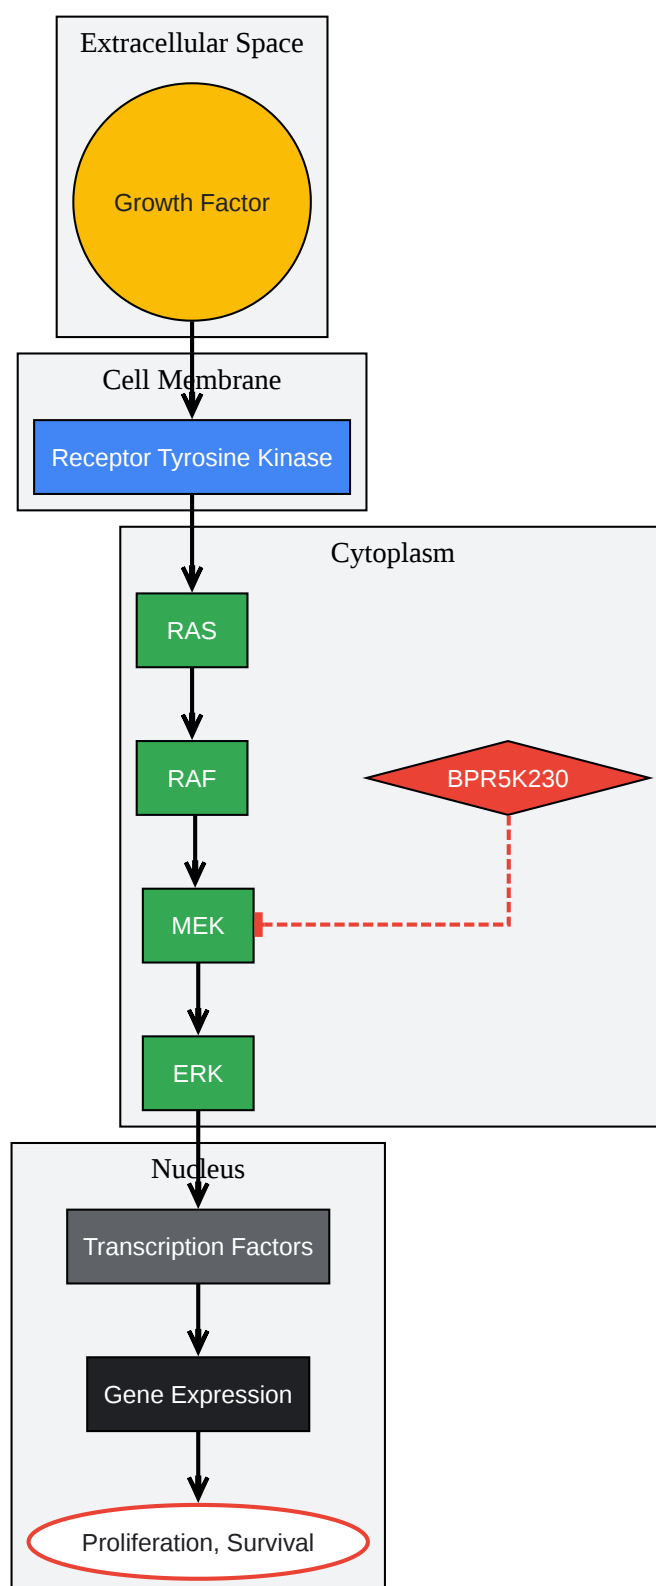 Extracellular Space
Growth Factor
Cell Membrane
Receptor Tyrosine Kinase
Cytoplasm
RAS
RAF
BPR5K230
MEK
ERK
Nucleus
Transcription Factors
Gene Expression
Proliferation, Survival